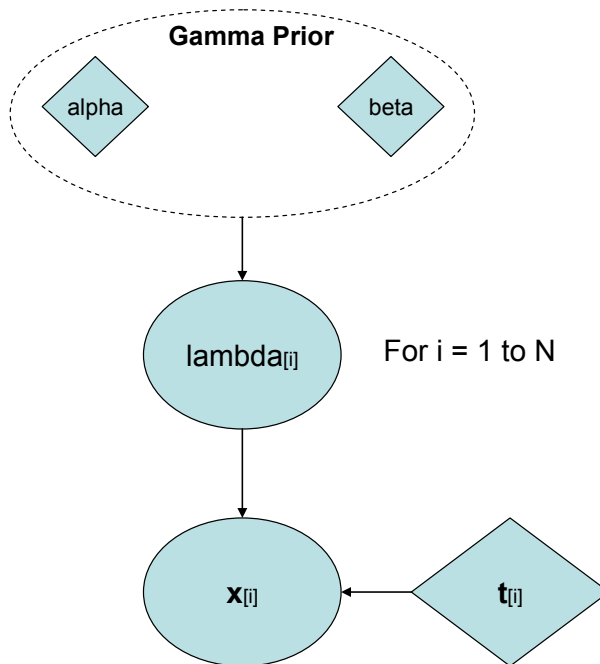 Gamma Prior
alpha
beta
lambda[i]
For i = 1 to N
x[i]
t[i]